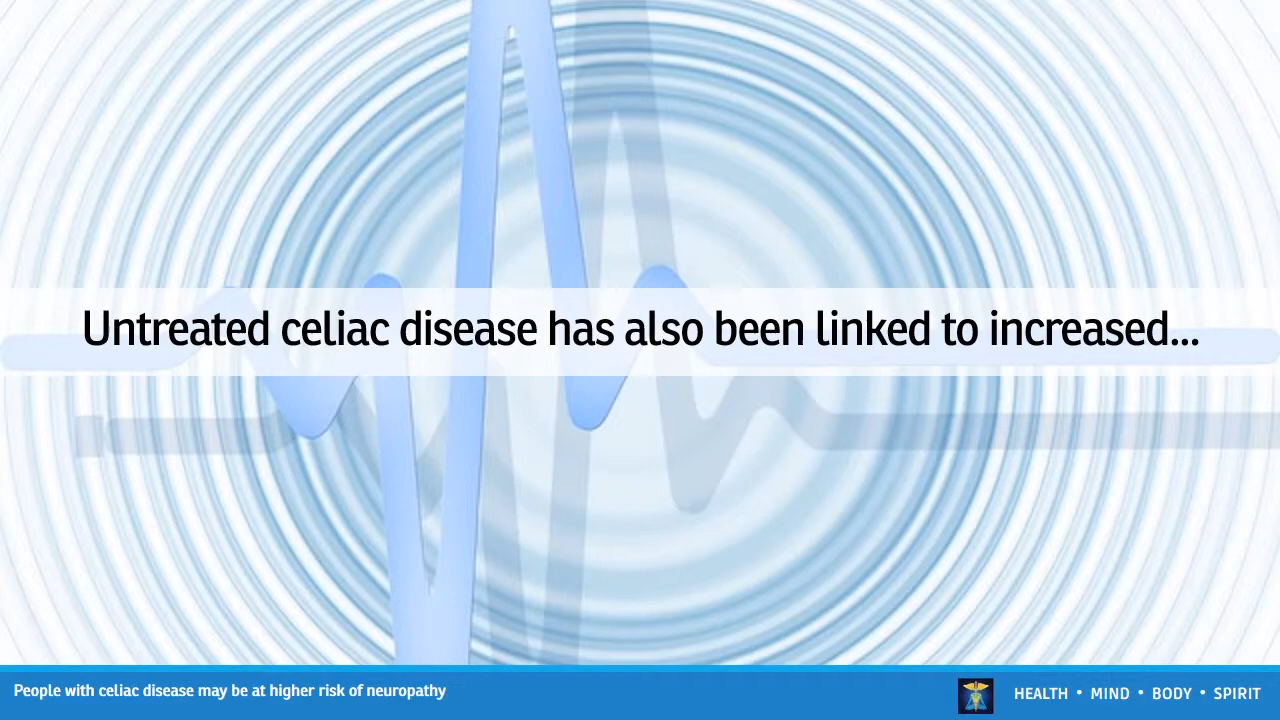 Untreated celiac disease has also been linked to increased...
People with celiac disease may be at higher risk of neuropathy
HEALTH • MIND • BODY • SPIRIT